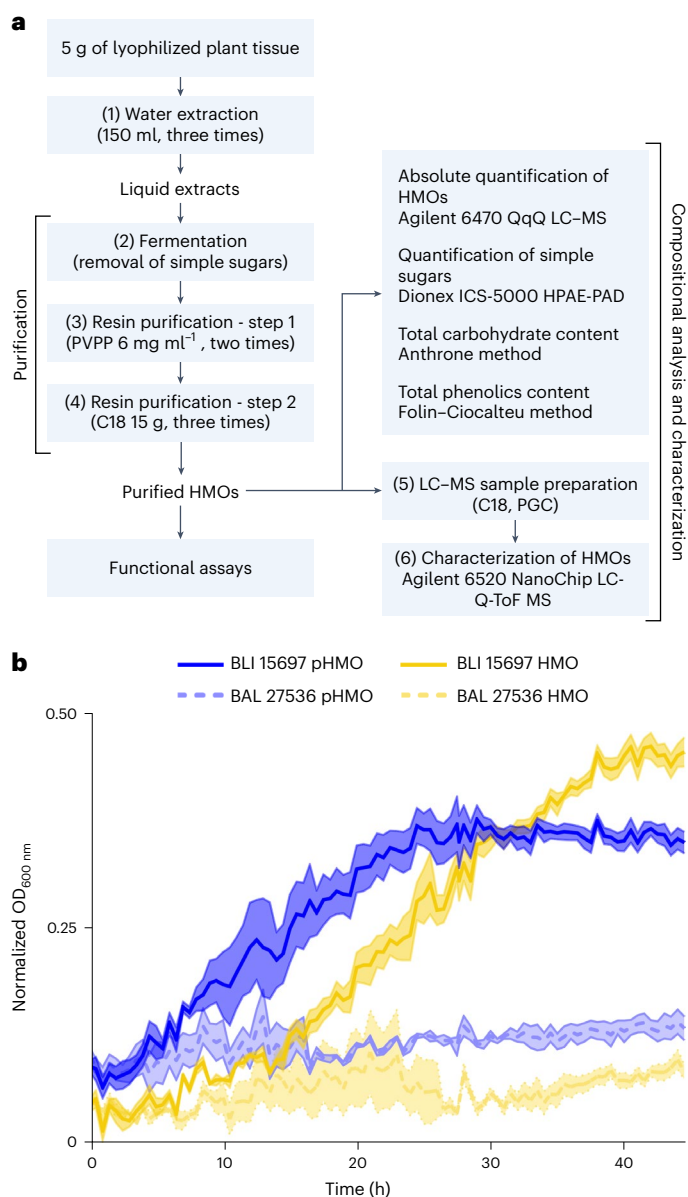 a
5 g of lyophilized plant tissue
(1) Water extraction
(150 ml, three times)
Liquid extracts
Purification
(2) Fermentation
(removal of simple sugars)
(3) Resin purification - step 1
(PVPP 6 mg ml⁻¹ , two times)
(4) Resin purification - step 2
(C18 15 g, three times)
Purified HMOs
Functional assays
Absolute quantification of
HMOs
Agilent 6470 QqQ LC–MS
Quantification of simple
sugars
Dionex ICS-5000 HPAE-PAD
Total carbohydrate content
Anthrone method
Total phenolics content
Folin–Ciocalteu method
(5) LC–MS sample preparation
(C18, PGC)
(6) Characterization of HMOs
Agilent 6520 NanoChip LC-
Q-ToF MS
Compositional analysis and characterization
b
BLI 15697 pHMO
BLI 15697 HMO
BAL 27536 pHMO
BAL 27536 HMO
Normalized OD₆₀₀ ₙₘ
0.50
0.25
0
0
10
20
30
40
Time (h)